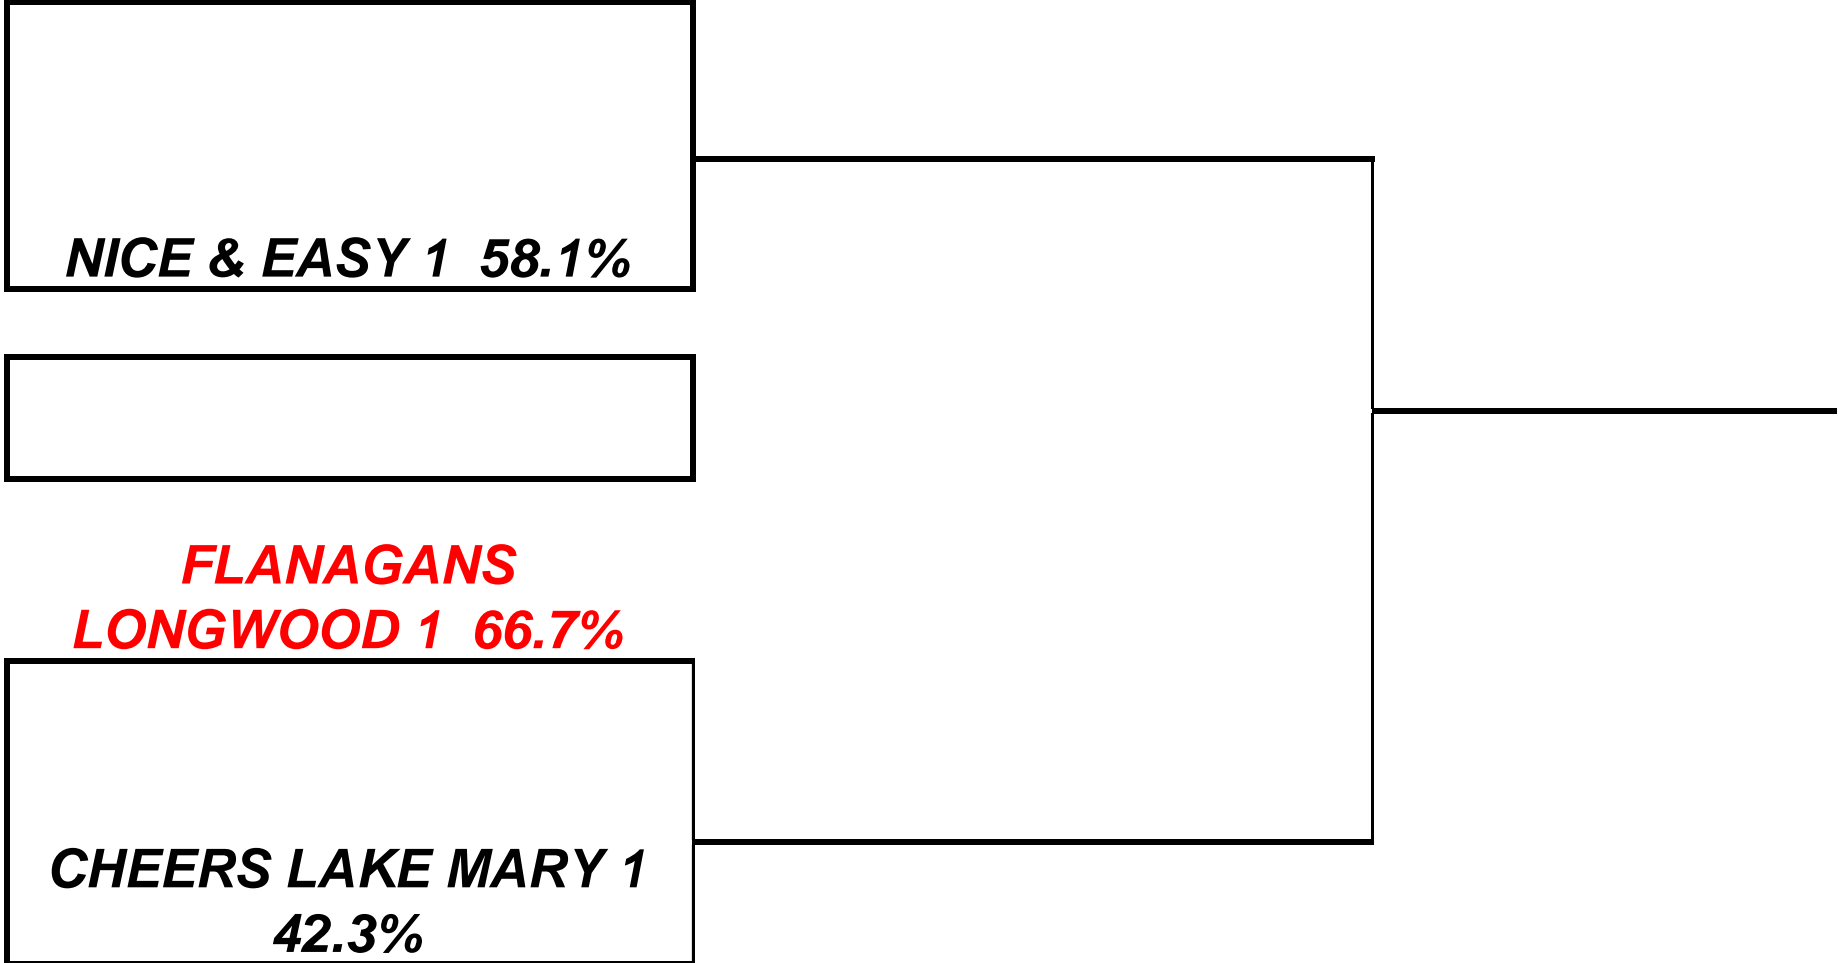 NICE & EASY 1  58.1%
FLANAGANS
LONGWOOD 1  66.7%
CHEERS LAKE MARY 1
42.3%